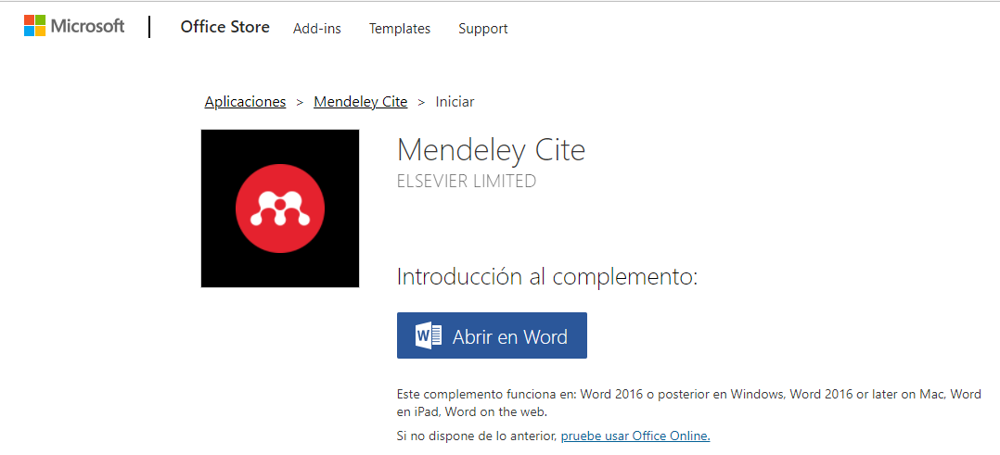 Microsoft Office Store Add-ins Templates Support
Aplicaciones > Mendeley Cite > Iniciar
Mendeley Cite
ELSEVIER LIMITED
Introducción al complemento:
Abrir en Word
Este complemento funciona en: Word 2016 o posterior en Windows, Word 2016 or later on Mac, Word
en iPad, Word on the web.
Si no dispone de lo anterior, pruebe usar Office Online.